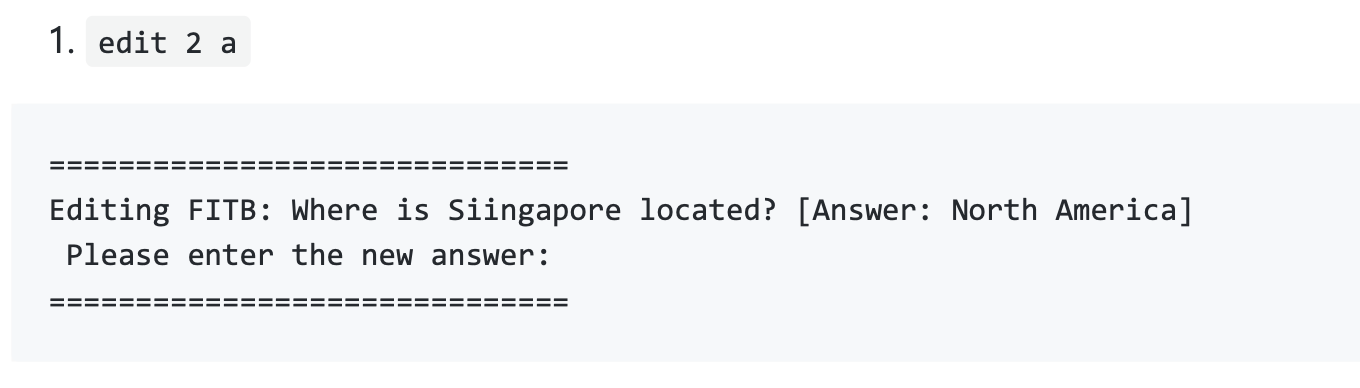 1. edit 2 a
==============================
Editing FITB: Where is Siingapore located? [Answer: North America]
Please enter the new answer:
==============================